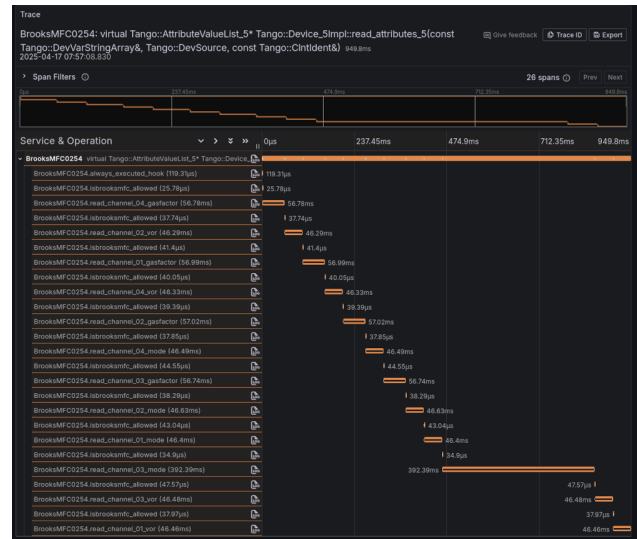 Trace
BrooksMFC0254: virtual Tango::AttributeValueList_5* Tango::Device_5Impl::read_attributes_5(const
Tango::DevVarStringArray&, Tango::DevSource, const Tango::ClntIdent&) 949.8ms
Give feedback Trace ID Export
2025-04-17 07:57:08.830
Span Filters
26 spans Prev Next
0µs 237.45ms 474.9ms 712.35ms 949.8ms
Service & Operation 0µs 237.45ms 474.9ms 712.35ms 949.8ms
BrooksMFC0254 virtual Tango::AttributeValueList_5* Tango::Device_
BrooksMFC0254.always_executed_hook (119.31µs) 119.31µs
BrooksMFC0254.isbrooksmfc_allowed (25.78µs) 25.78µs
BrooksMFC0254.read_channel_04_gasfactor (56.78ms) 56.78ms
BrooksMFC0254.isbrooksmfc_allowed (37.74µs) 37.74µs
BrooksMFC0254.read_channel_02_vor (46.29ms) 46.29ms
BrooksMFC0254.isbrooksmfc_allowed (41.4µs) 41.4µs
BrooksMFC0254.read_channel_01_gasfactor (56.99ms) 56.99ms
BrooksMFC0254.isbrooksmfc_allowed (40.05µs) 40.05µs
BrooksMFC0254.read_channel_04_vor (46.33ms) 46.33ms
BrooksMFC0254.isbrooksmfc_allowed (39.39µs) 39.39µs
BrooksMFC0254.read_channel_02_gasfactor (57.02ms) 57.02ms
BrooksMFC0254.isbrooksmfc_allowed (37.85µs) 37.85µs
BrooksMFC0254.read_channel_04_mode (46.49ms) 46.49ms
BrooksMFC0254.isbrooksmfc_allowed (44.55µs) 44.55µs
BrooksMFC0254.read_channel_03_gasfactor (56.74ms) 56.74ms
BrooksMFC0254.isbrooksmfc_allowed (38.29µs) 38.29µs
BrooksMFC0254.read_channel_02_mode (46.63ms) 46.63ms
BrooksMFC0254.isbrooksmfc_allowed (43.04µs) 43.04µs
BrooksMFC0254.read_channel_01_mode (46.4ms) 46.4ms
BrooksMFC0254.isbrooksmfc_allowed (34.9µs) 34.9µs
BrooksMFC0254.read_channel_03_mode (392.39ms) 392.39ms
BrooksMFC0254.isbrooksmfc_allowed (47.57µs) 47.57µs
BrooksMFC0254.read_channel_03_vor (46.48ms) 46.48ms
BrooksMFC0254.isbrooksmfc_allowed (37.97µs) 37.97µs
BrooksMFC0254.read_channel_01_vor (46.46ms) 46.46ms